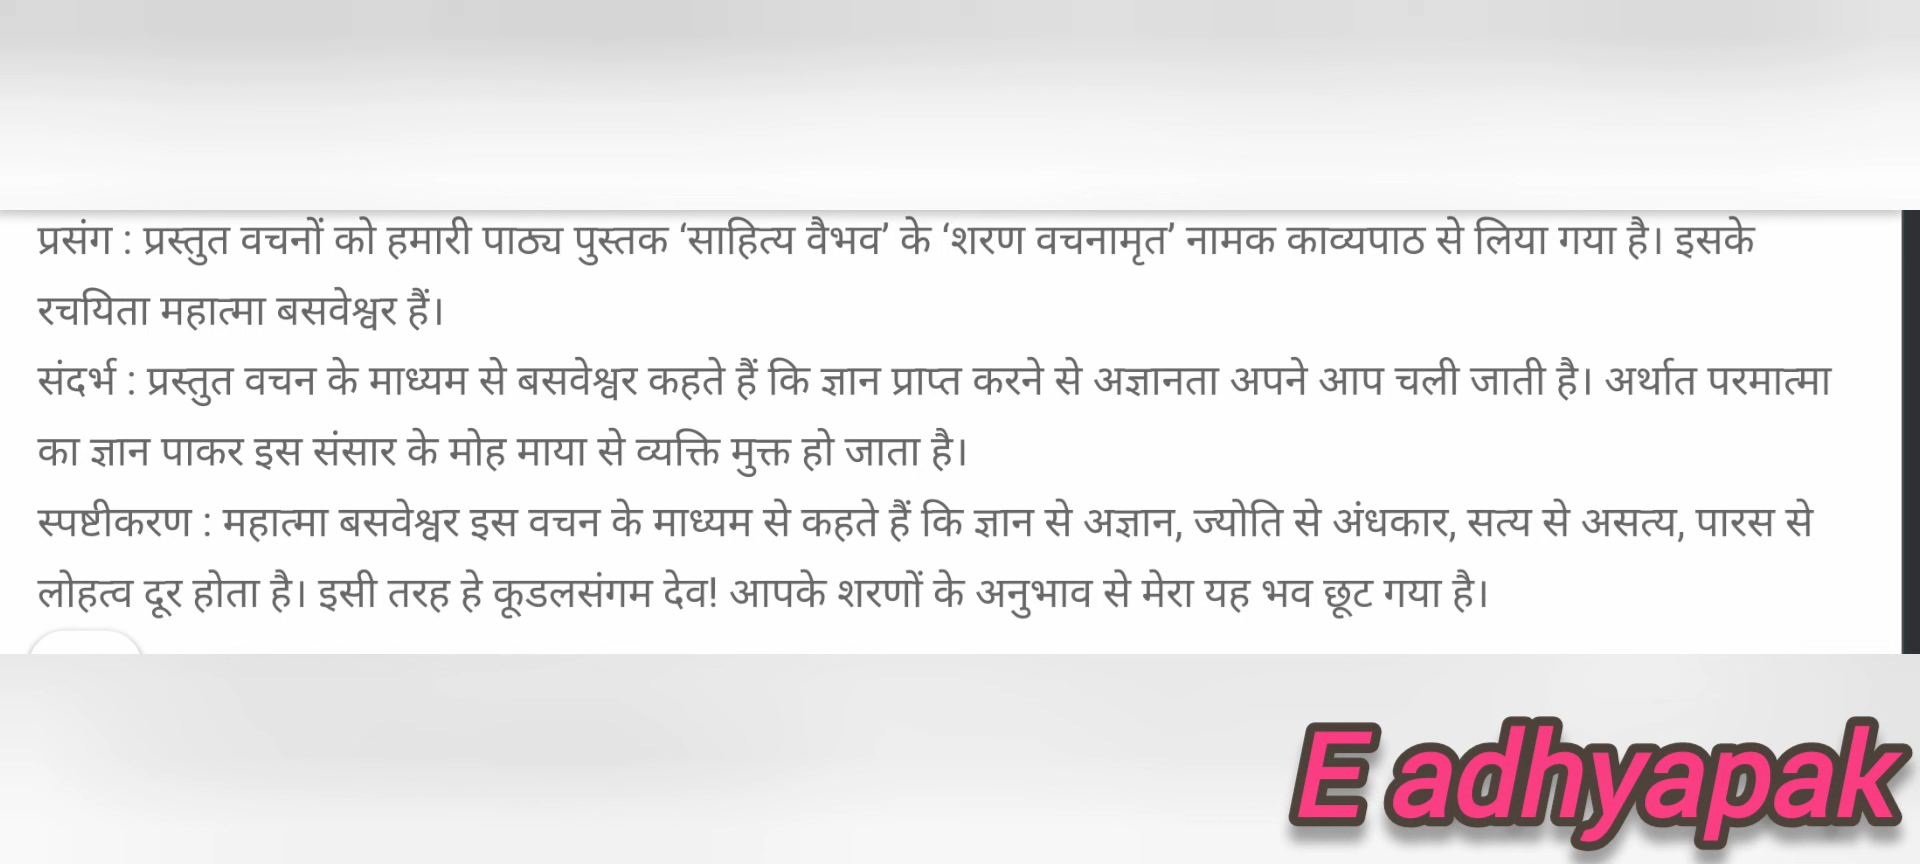 प्रसंग : प्रस्तुत वचनों को हमारी पाठ्य पुस्तक ‘साहित्य वैभव’ के ‘शरण वचनामृत’ नामक काव्यपाठ से लिया गया है। इसके
रचयिता महात्मा बसवेश्वर हैं।
संदर्भ : प्रस्तुत वचन के माध्यम से बसवेश्वर कहते हैं कि ज्ञान प्राप्त करने से अज्ञानता अपने आप चली जाती है। अर्थात परमात्मा
का ज्ञान पाकर इस संसार के मोह माया से व्यक्ति मुक्त हो जाता है।
स्पष्टीकरण : महात्मा बसवेश्वर इस वचन के माध्यम से कहते हैं कि ज्ञान से अज्ञान, ज्योति से अंधकार, सत्य से असत्य, पारस से
लोहत्व दूर होता है। इसी तरह हे कूडलसंगम देव! आपके शरणों के अनुभाव से मेरा यह भव छूट गया है।
E adhyapak